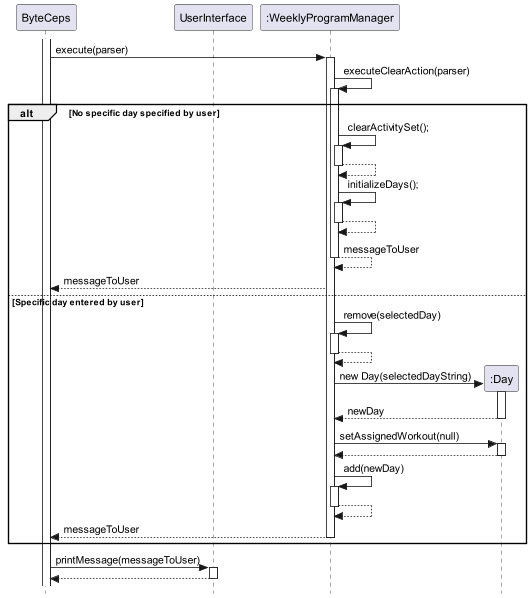 ByteCeps
UserInterface
:WeeklyProgramManager
execute(parser)
executeClearAction(parser)
alt
[No specific day specified by user]
clearActivitySet();
initializeDays();
messageToUser
messageToUser
[Specific day entered by user]
remove(selectedDay)
new Day(selectedDayString)
:Day
newDay
setAssignedWorkout(null)
add(newDay)
messageToUser
printMessage(messageToUser)